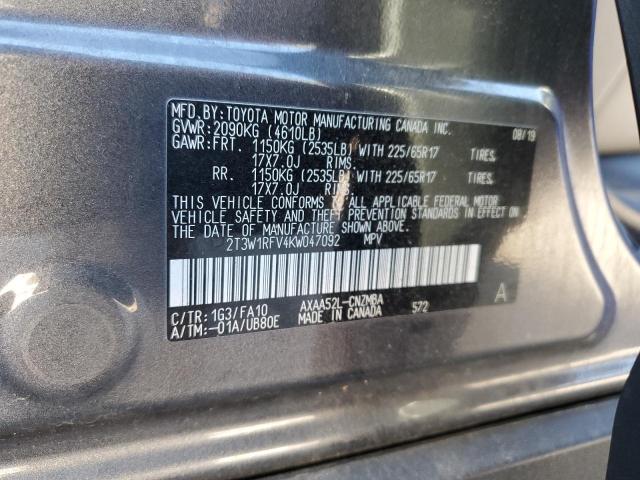 MFD. BY: TOYOTA MOTOR MANUFACTURING CANADA INC. 08/19
GVWR: 2090KG (4610LB)
GAWR: FRT. 1150KG (2535LB) WITH 225/65R17 TIRES.
17X7.0J RIMS.
RR. 1150KG (2535LB) WITH 225/65R17 TIRES.
17X7.0J RIMS.
THIS VEHICLE CONFORMS TO ALL APPLICABLE FEDERAL MOTOR
VEHICLE SAFETY AND THEFT PREVENTION STANDARDS IN EFFECT ON
THE DATE OF MANUFACTURE SHOWN ABOVE.
2T3W1RFV4KW047092 MPV
C/TR: 1G3/FA10 AXAA52L-CNZMBA A
A/TM: -01A/UB80E MADE IN CANADA 572